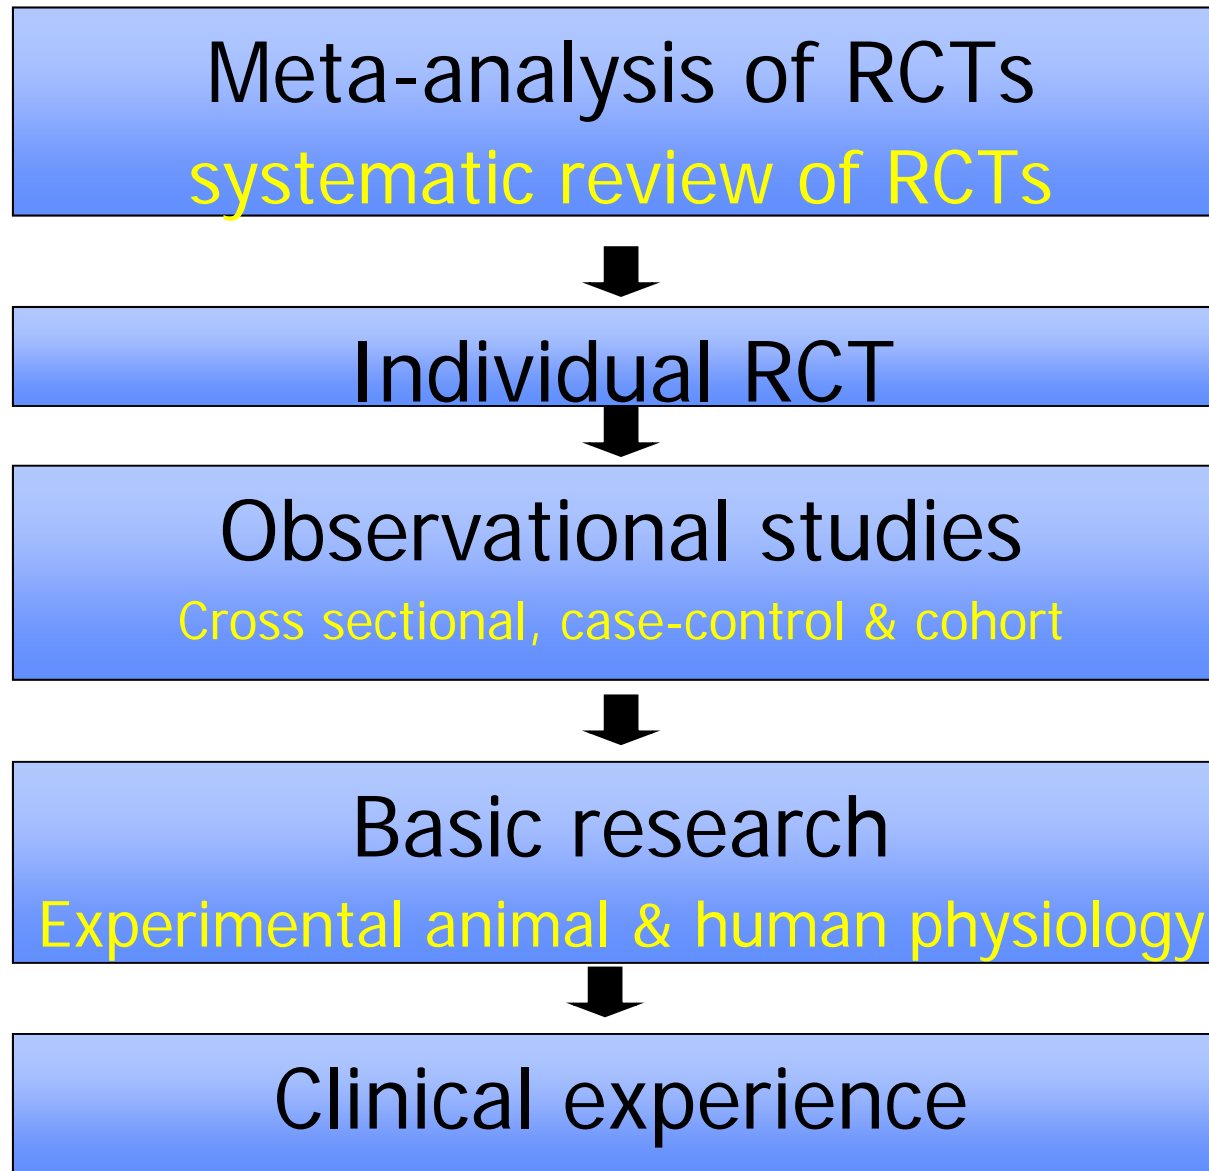 Meta-analysis of RCTs
systematic review of RCTs
Individual RCT
Observational studies
Cross sectional, case-control & cohort
Basic research
Experimental animal & human physiology
Clinical experience